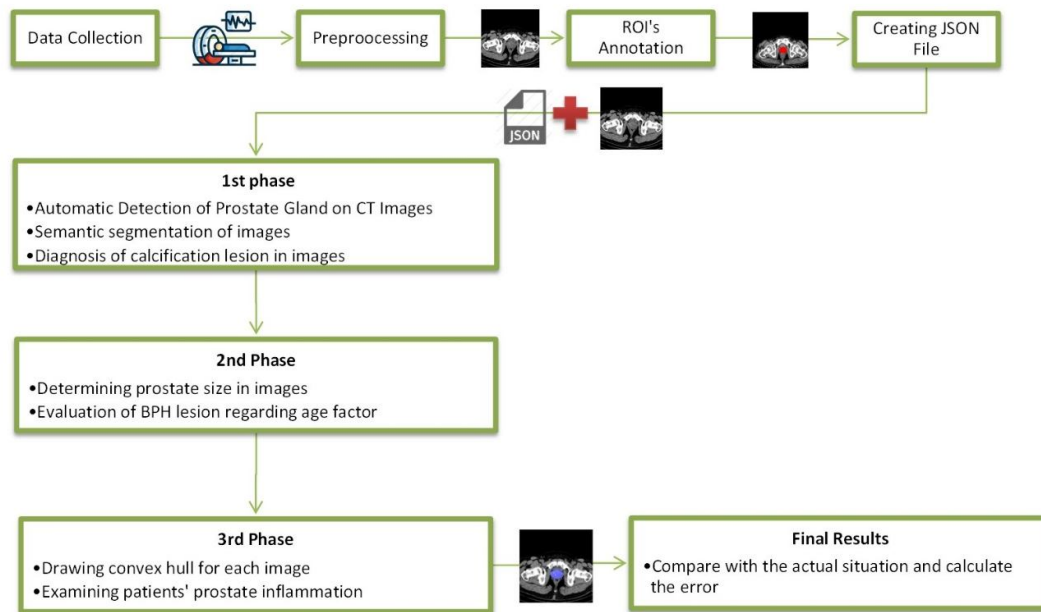 Data Collection
Preproocessing
ROI's
Annotation
Creating JSON
File
JSON
1st phase
•Automatic Detection of Prostate Gland on CT Images
•Semantic segmentation of images
•Diagnosis of calcification lesion in images
2nd Phase
•Determining prostate size in images
•Evaluation of BPH lesion regarding age factor
3rd Phase
•Drawing convex hull for each image
•Examining patients' prostate inflammation
Final Results
•Compare with the actual situation and calculate
the error